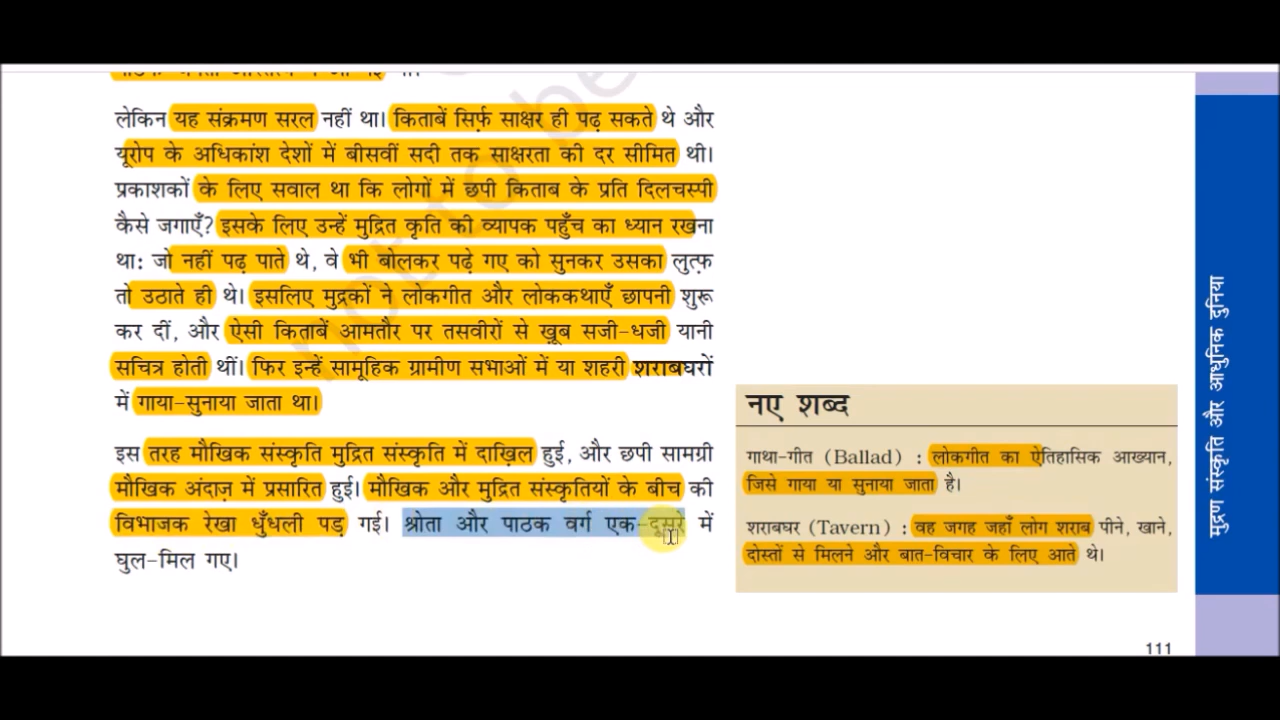 लेकिन यह संक्रमण सरल नहीं था। किताबें सिर्फ़ साक्षर ही पढ़ सकते थे और
यूरोप के अधिकांश देशों में बीसवीं सदी तक साक्षरता की दर सीमित थी।
प्रकाशकों के लिए सवाल था कि लोगों में छपी किताब के प्रति दिलचस्पी
कैसे जगाएँ? इसके लिए उन्हें मुद्रित कृति की व्यापक पहुँच का ध्यान रखना
था: जो नहीं पढ़ पाते थे, वे भी बोलकर पढ़े गए को सुनकर उसका लुत्फ़
तो उठाते ही थे। इसलिए मुद्रकों ने लोकगीत और लोककथाएँ छापनी शुरू
कर दीं, और ऐसी किताबें आमतौर पर तसवीरों से ख़ूब सजी-धजी यानी
सचित्र होती थीं। फिर इन्हें सामूहिक ग्रामीण सभाओं में या शहरी शराबघरों
में गाया-सुनाया जाता था।
इस तरह मौखिक संस्कृति मुद्रित संस्कृति में दाख़िल हुई, और छपी सामग्री
मौखिक अंदाज़ में प्रसारित हुई। मौखिक और मुद्रित संस्कृतियों के बीच की
विभाजक रेखा धुँधली पड़ गई। श्रोता और पाठक वर्ग एक-दूसरे में
घुल-मिल गए।
नए शब्द
गाथा-गीत (Ballad) : लोकगीत का ऐतिहासिक आख्यान,
जिसे गाया या सुनाया जाता है।
शराबघर (Tavern) : वह जगह जहाँ लोग शराब पीने, खाने,
दोस्तों से मिलने और बात-विचार के लिए आते थे।
मुद्रण संस्कृति और आधुनिक दुनिया
111